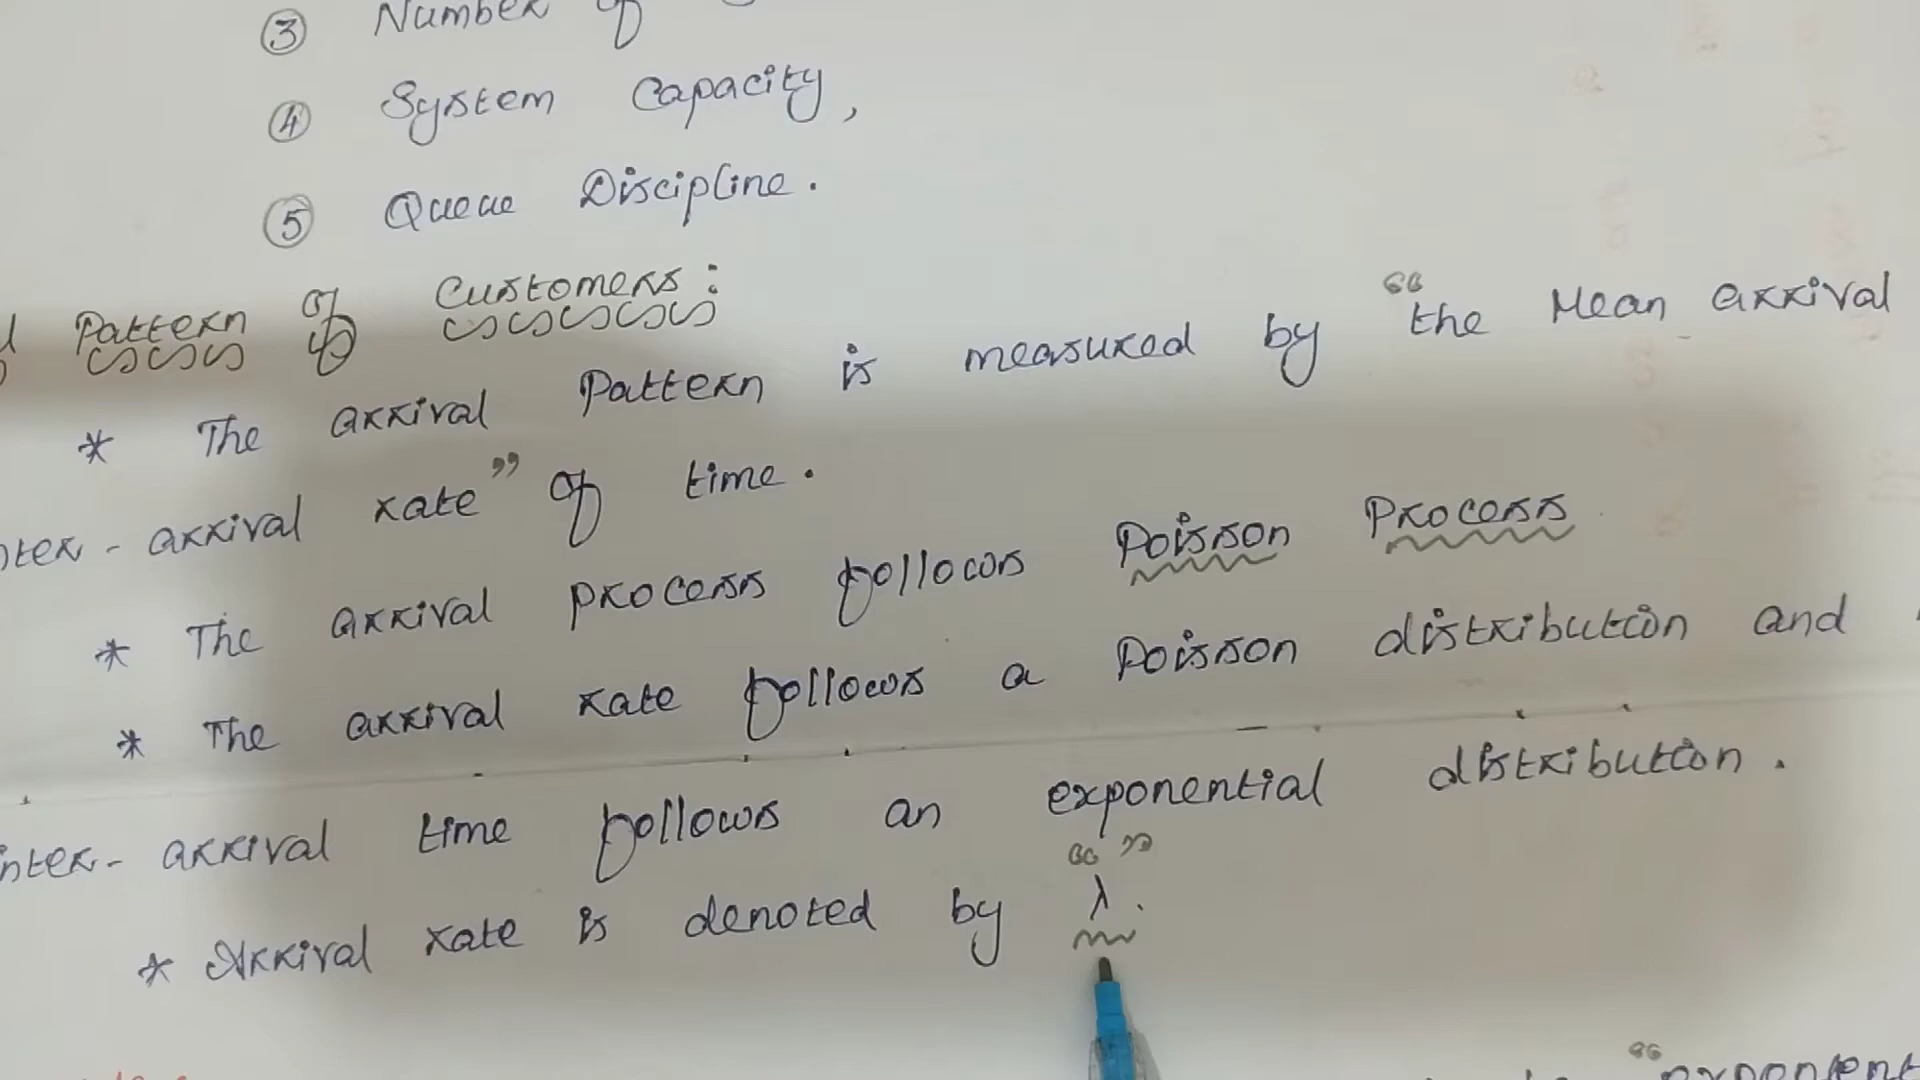 ③ Number of
④ System Capacity,
⑤ Queue Discipline.
Pattern of Customers:
* The arrival Pattern is measured by "the Mean arrival
inter-arrival rate" of time.
* The arrival process follows Poisson Process
* The arrival rate follows a Poisson distribution and
inter-arrival time follows an exponential distribution.
* Arrival rate is denoted by "λ".